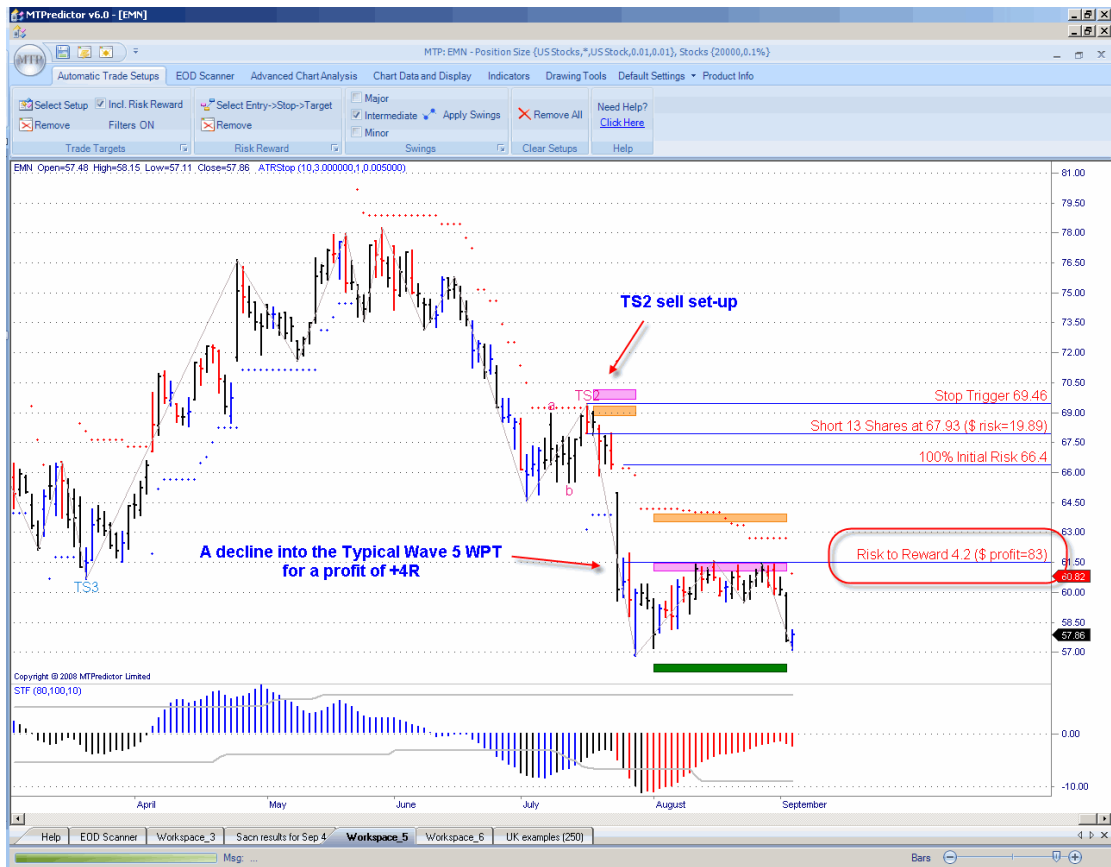 MTPredictor v6.0 - [EMN]
MTP: EMN - Position Size {US Stocks,*,US Stock,0.01,0.01}, Stocks {20000,0.1%}
MTP
Automatic Trade Setups EOD Scanner Advanced Chart Analysis Chart Data and Display Indicators Drawing Tools Default Settings Product Info
Select Setup Incl. Risk Reward Select Entry->Stop->Target Major Intermediate Minor Apply Swings Remove All Need Help?
Remove Filters ON Remove Click Here
Trade Targets Risk Reward Swings Clear Setups Help
EMN Open=57.48 High=58.15 Low=57.11 Close=57.86 ATRStop (10,3.000000,1,0.005000)
81.00
79.50
78.00
76.50
75.00
TS2 sell set-up
73.50
72.00
70.50
TS2
Stop Trigger 69.46
a
69.00
Short 13 Shares at 67.93 ($ risk=19.89)
67.50
100% Initial Risk 66.4
66.00
b
64.50
63.00
A decline into the Typical Wave 5 WPT
for a profit of +4R
Risk to Reward 4.2 ($ profit=83)
61.50
60.82
TS3
60.00
58.50
57.86
57.00
Copyright @ 2008 MTPredictor Limited
STF (80,100,10)
0.00
-10.00
April May June July August September
Help EOD Scanner Workspace_3 Sacn results for Sep 4 Workspace_5 Workspace_6 UK examples (250)
Msg: ... Bars